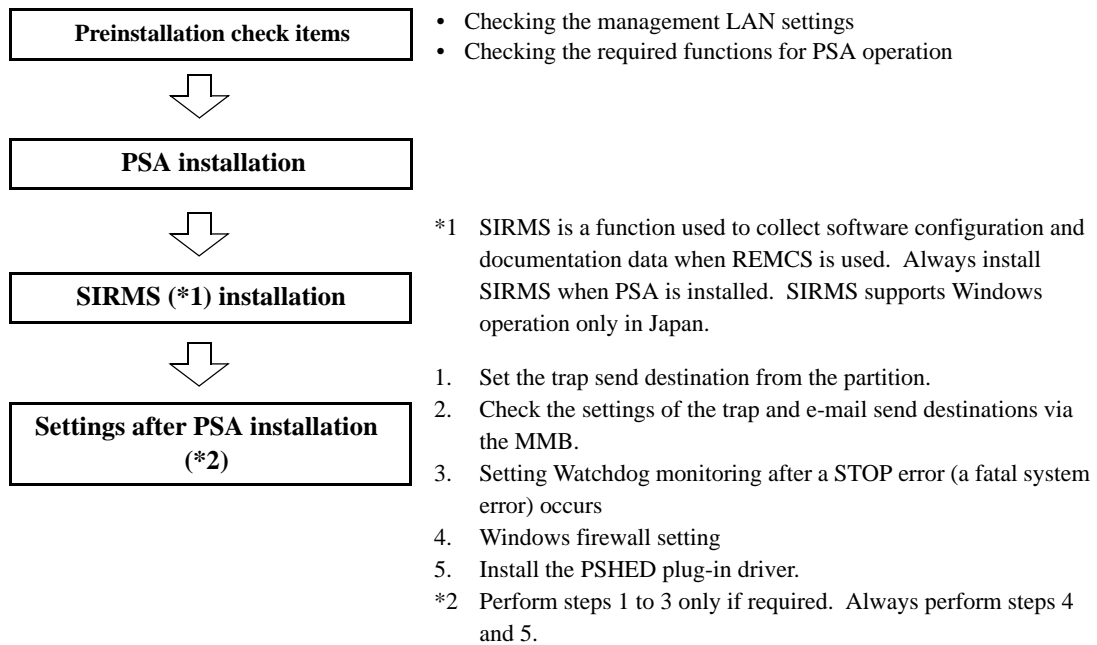 Preinstallation check items
• Checking the management LAN settings
• Checking the required functions for PSA operation
PSA installation
SIRMS (*1) installation
*1 SIRMS is a function used to collect software configuration and
documentation data when REMCS is used. Always install
SIRMS when PSA is installed. SIRMS supports Windows
operation only in Japan.
Settings after PSA installation
(*2)
1. Set the trap send destination from the partition.
2. Check the settings of the trap and e-mail send destinations via
the MMB.
3. Setting Watchdog monitoring after a STOP error (a fatal system
error) occurs
4. Windows firewall setting
5. Install the PSHED plug-in driver.
*2 Perform steps 1 to 3 only if required. Always perform steps 4
and 5.